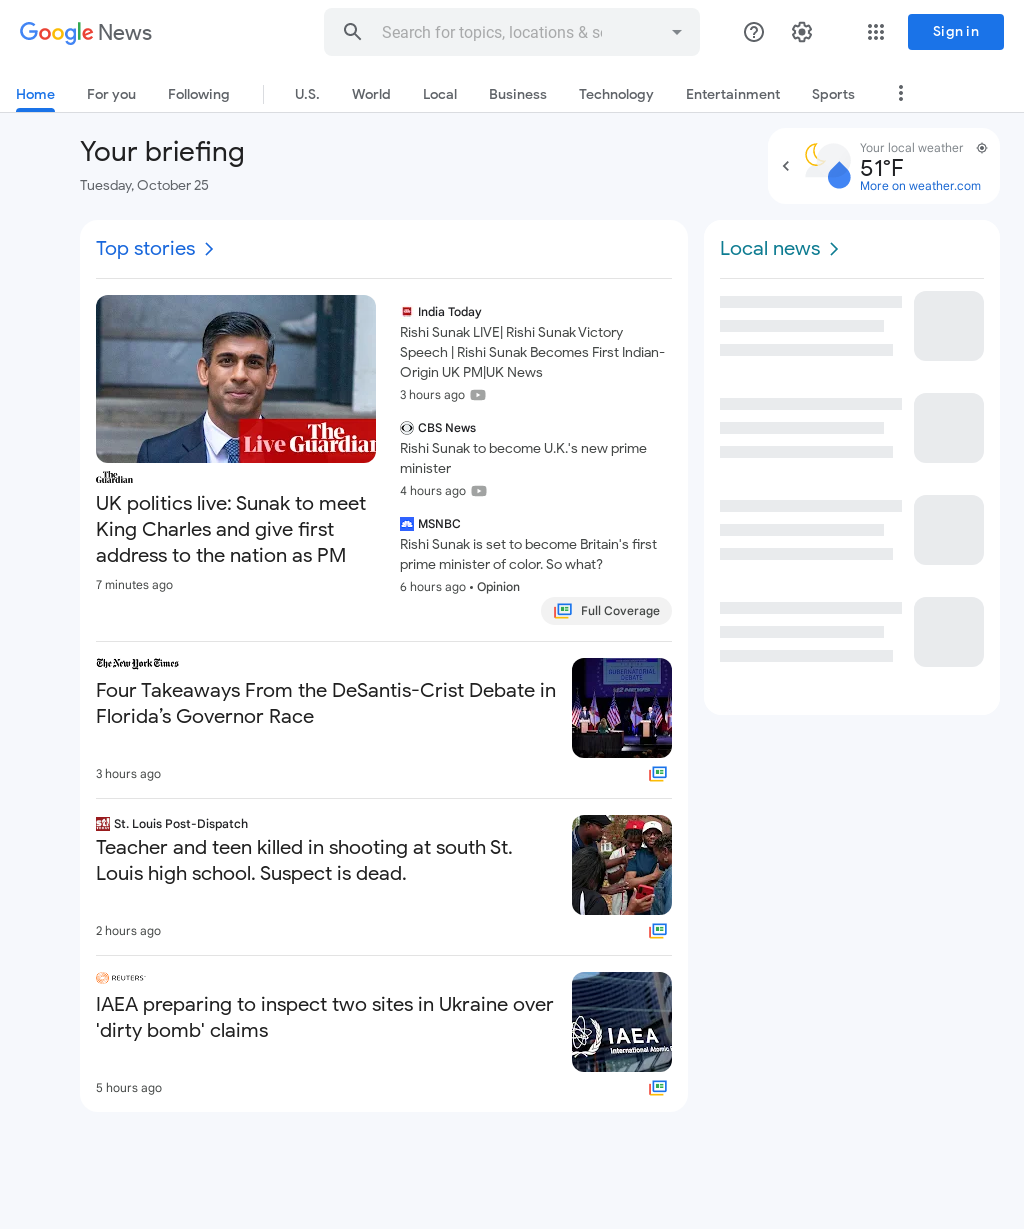 Google News
Search for topics, locations & s
Sign in
Home
For you
Following
U.S.
World
Local
Business
Technology
Entertainment
Sports
Your briefing
Tuesday, October 25
Your local weather
51°F
More on weather.com
Top stories
Live The Guardian
The Guardian
UK politics live: Sunak to meet
King Charles and give first
address to the nation as PM
7 minutes ago
India Today
Rishi Sunak LIVE| Rishi Sunak Victory
Speech | Rishi Sunak Becomes First Indian-
Origin UK PM|UK News
3 hours ago
CBS News
Rishi Sunak to become U.K.'s new prime
minister
4 hours ago
MSNBC
Rishi Sunak is set to become Britain's first
prime minister of color. So what?
6 hours ago • Opinion
Full Coverage
The New York Times
Four Takeaways From the DeSantis-Crist Debate in
Florida’s Governor Race
GUBERNATORIAL
DEBATE
NEWS
3 hours ago
St. Louis Post-Dispatch
Teacher and teen killed in shooting at south St.
Louis high school. Suspect is dead.
2 hours ago
REUTERS
IAEA preparing to inspect two sites in Ukraine over
'dirty bomb' claims
IAEA
International Atomic
5 hours ago
Local news